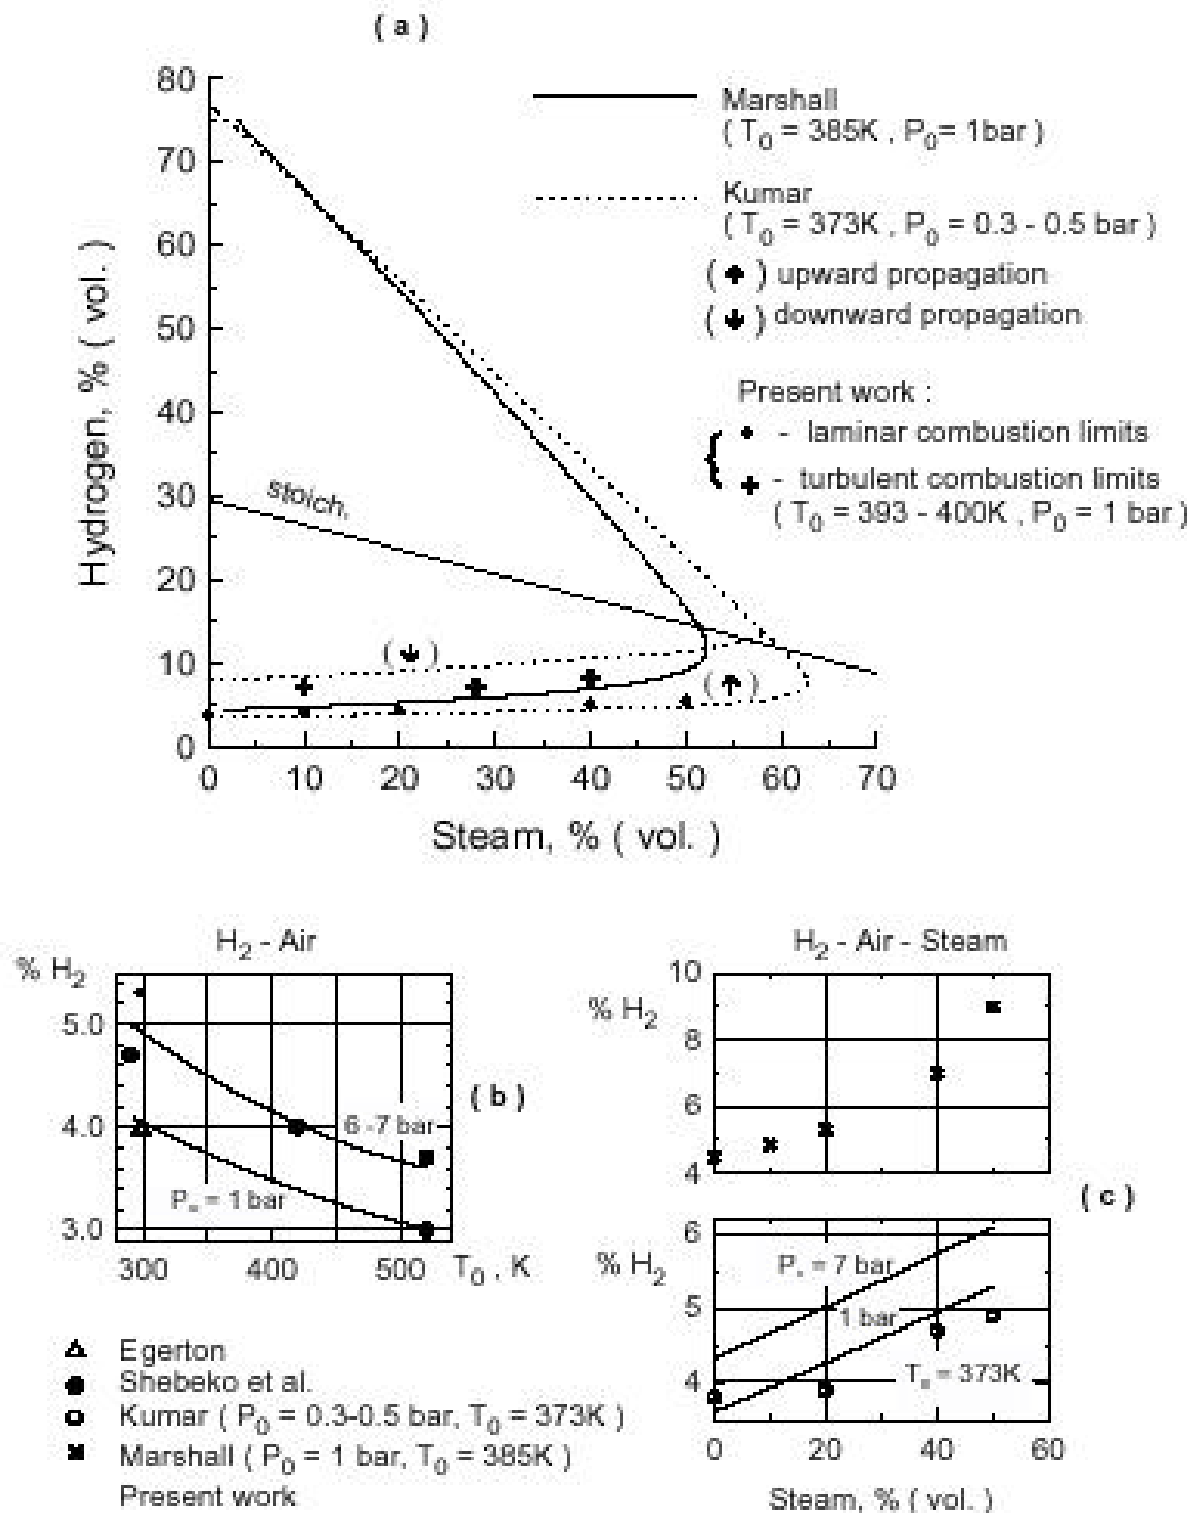 ( a )
80
70
60
50
40
30
20
10
0
Hydrogen, % ( vol. )
Marshall
( T0 = 385K , P0= 1bar )
Kumar
( T0 = 373K , P0 = 0.3 - 0.5 bar )
( ) upward propagation
( ) downward propagation
Present work :
- laminar combustion limits
- turbulent combustion limits
( T0 = 393 - 400K , P0 = 1 bar )
stoich.
0 10 20 30 40 50 60 70
Steam, % ( vol. )
H2 - Air
% H2
5.0
4.0
3.0
6 -7 bar
= 1 bar
300 400 500 T0 , K
( b )
H2 - Air - Steam
% H2
10
8
6
4
( c )
% H2
6
5
4
= 7 bar
1 bar
= 373K
0 20 40 60
Steam, % ( vol. )
Egerton
Shebeko et al.
Kumar ( P0 = 0.3-0.5 bar, T0 = 373K )
Marshall ( P0 = 1 bar, T0 = 385K )
Present work